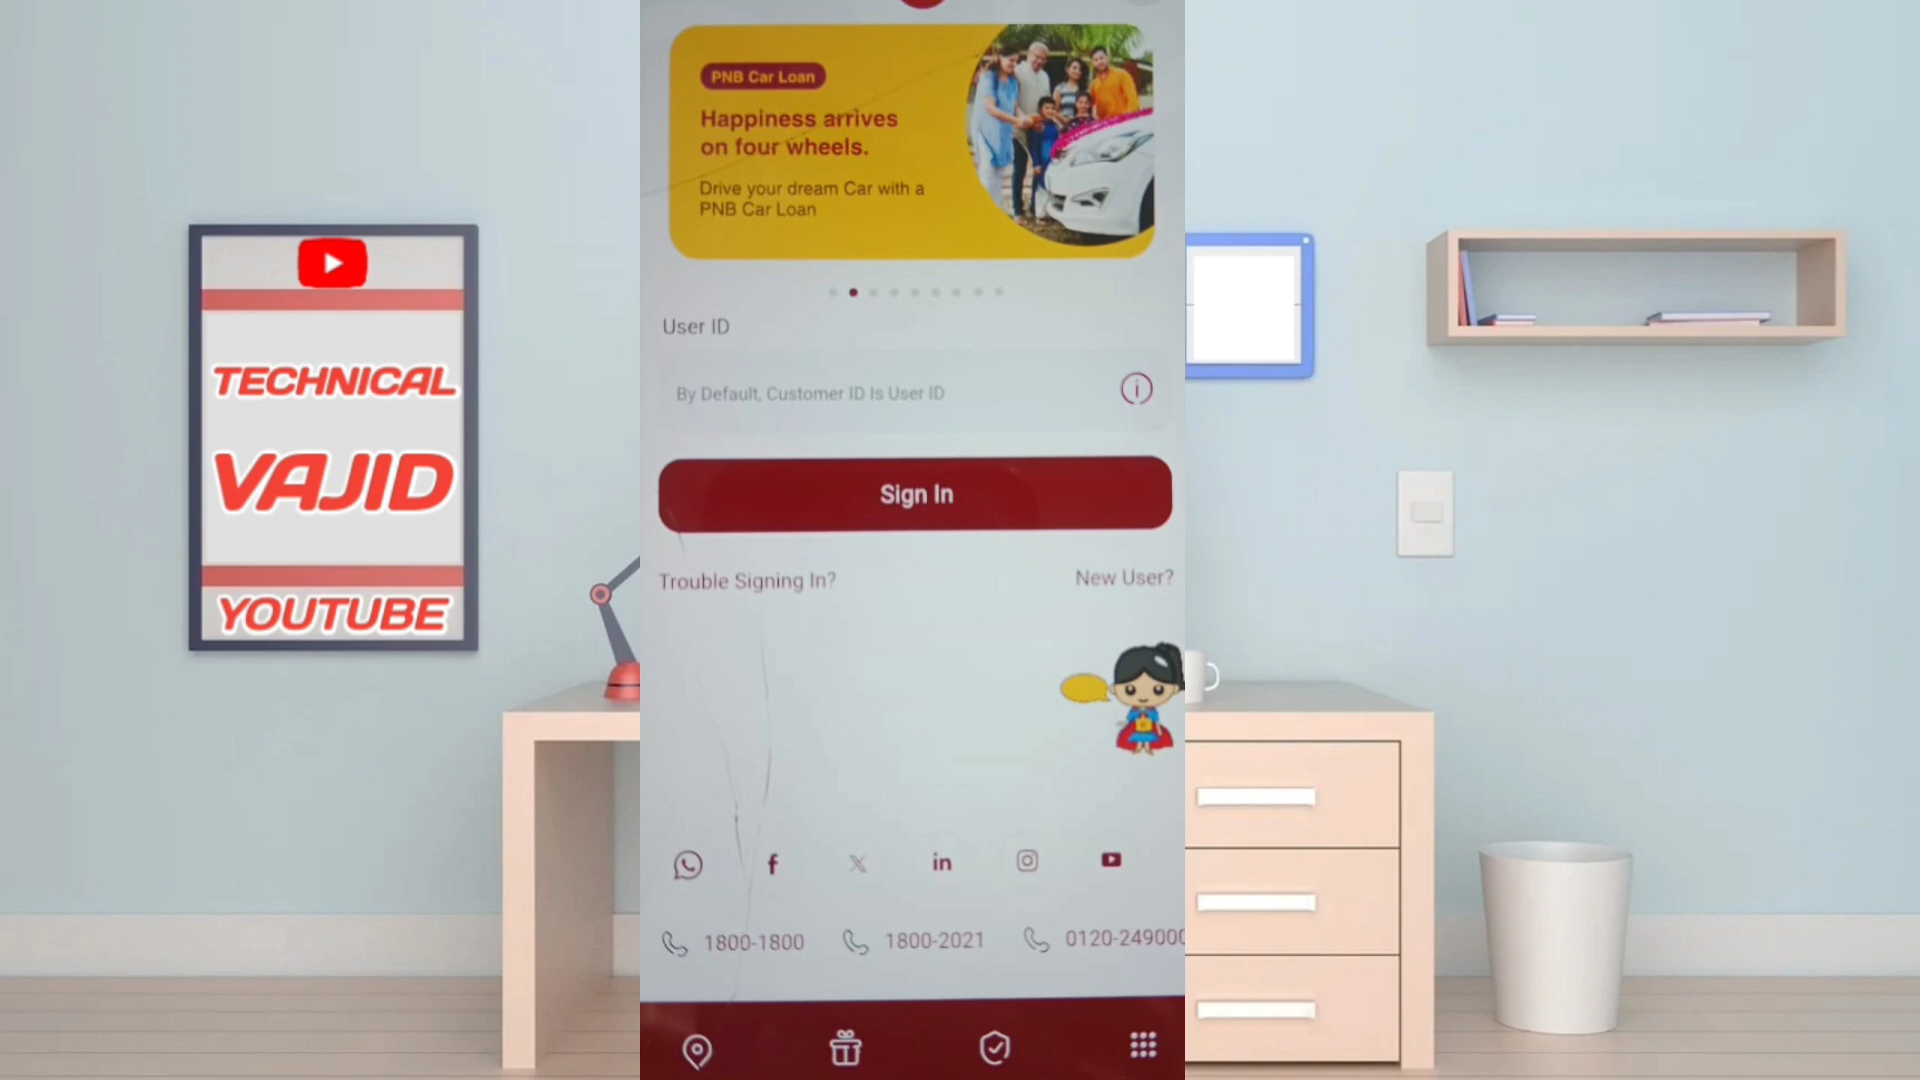 TECHNICAL
VAJID
YOUTUBE
PNB Car Loan
Happiness arrives
on four wheels.
Drive your dream Car with a
PNB Car Loan
User ID
By Default, Customer ID Is User ID
Sign In
Trouble Signing In?
New User?
1800-1800
1800-2021
0120-249000